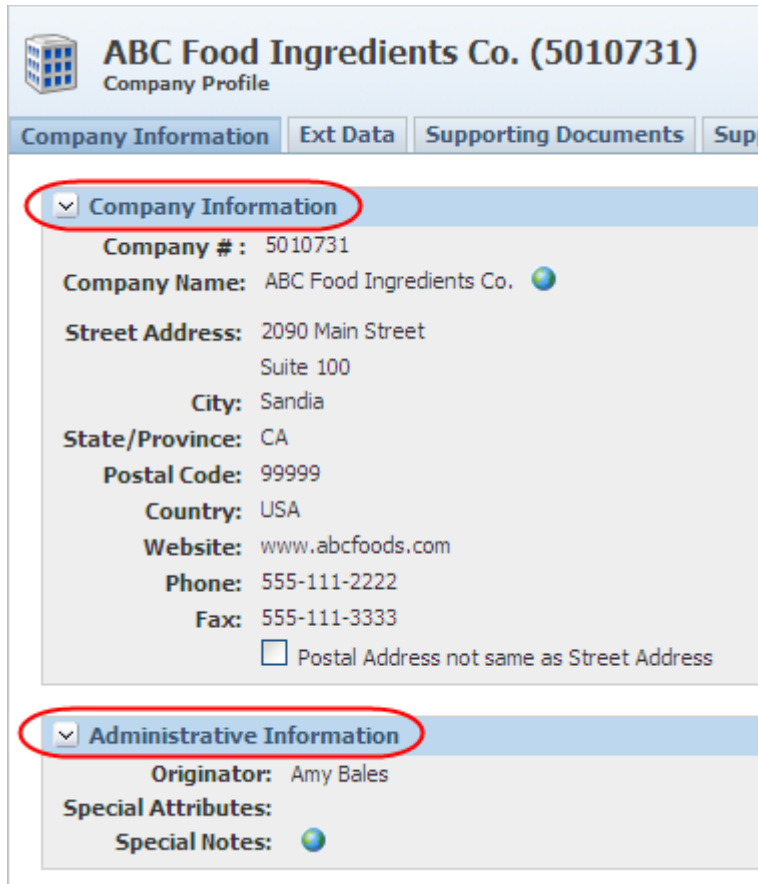 ABC Food Ingredients Co. (5010731)
Company Profile
Company Information Ext Data Supporting Documents
Company Information
Company # : 5010731
Company Name: ABC Food Ingredients Co.
Street Address: 2090 Main Street
Suite 100
City: Sandia
State/Province: CA
Postal Code: 99999
Country: USA
Website: www.abcfoods.com
Phone: 555-111-2222
Fax: 555-111-3333
Postal Address not same as Street Address
Administrative Information
Originator: Amy Bales
Special Attributes:
Special Notes: